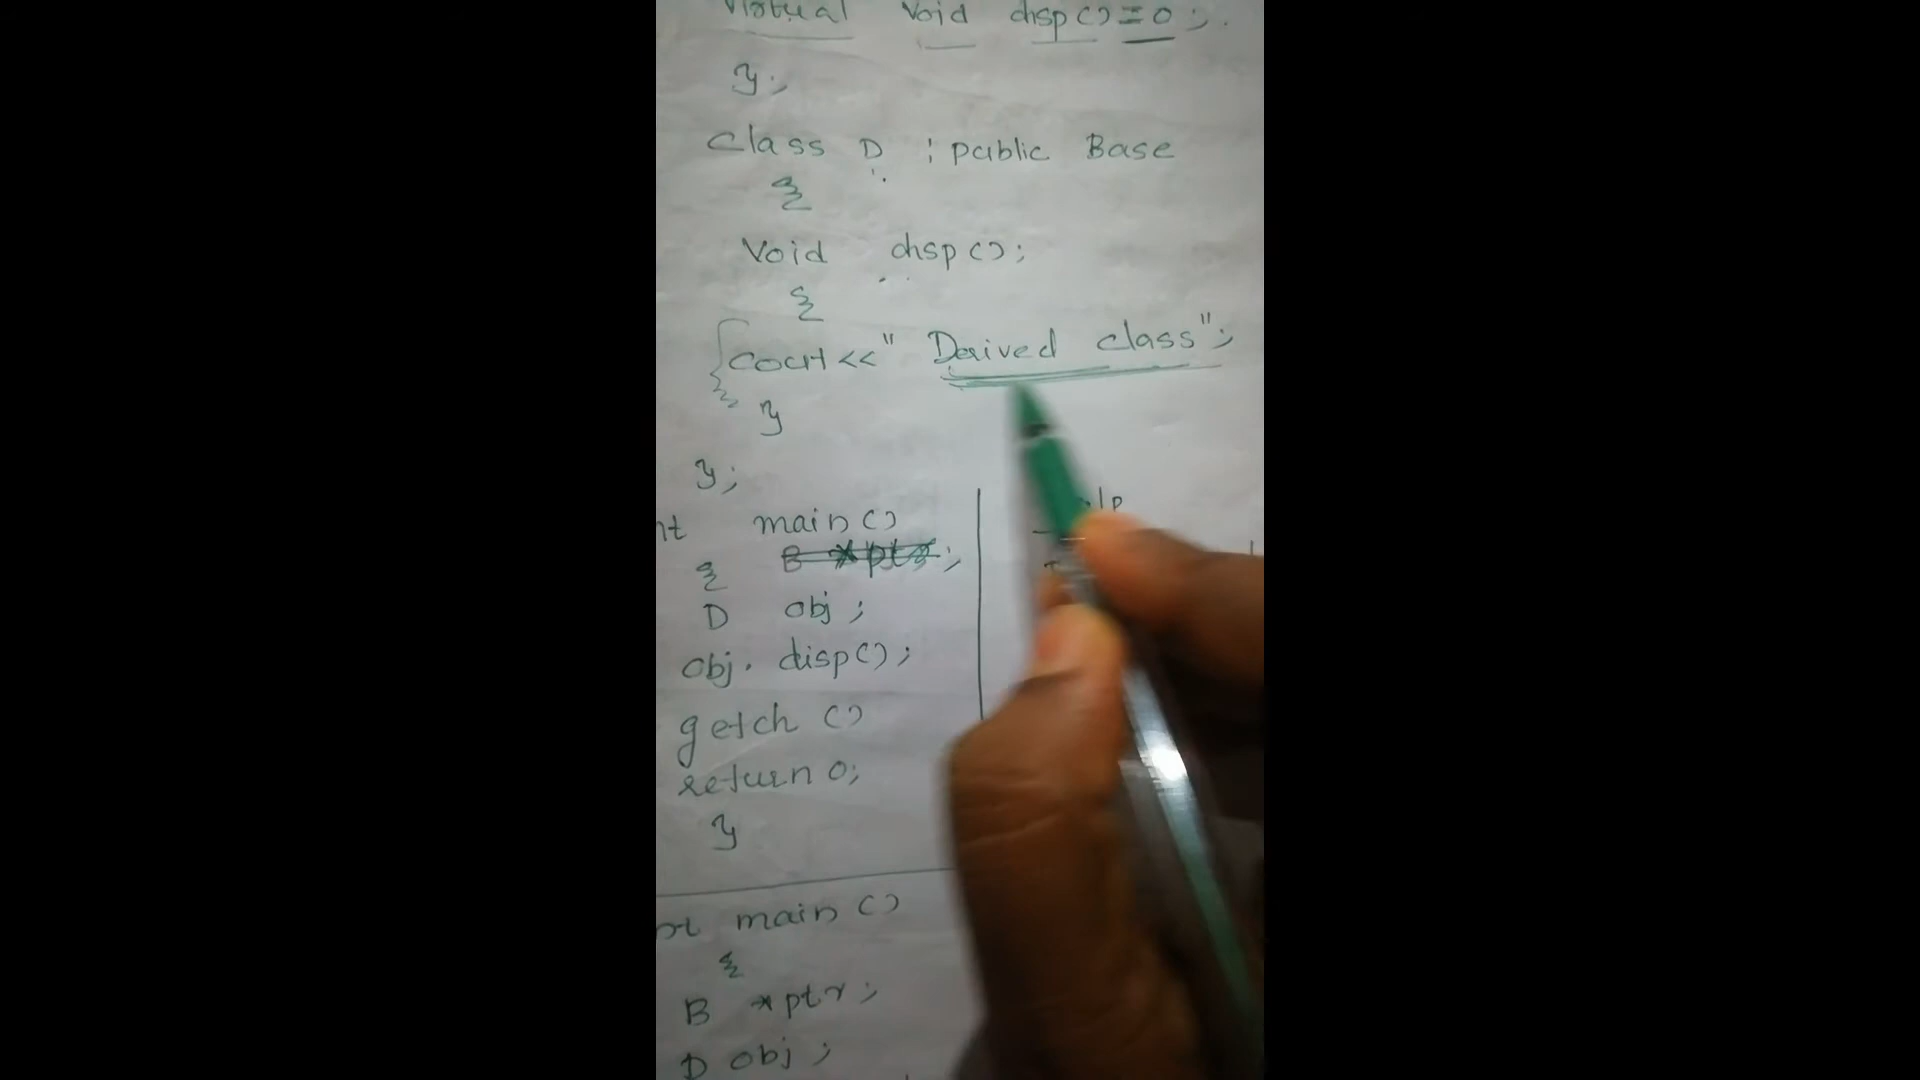 Virtual Void disp()=0;
};
Class D : public Base
{
Void disp();
{
cout<<" Derived class";
}
};
nt main()
{ B *ptr;
D obj;
obj. disp();
getch ()
return 0;
}
main()
{
B *ptr;
D obj;